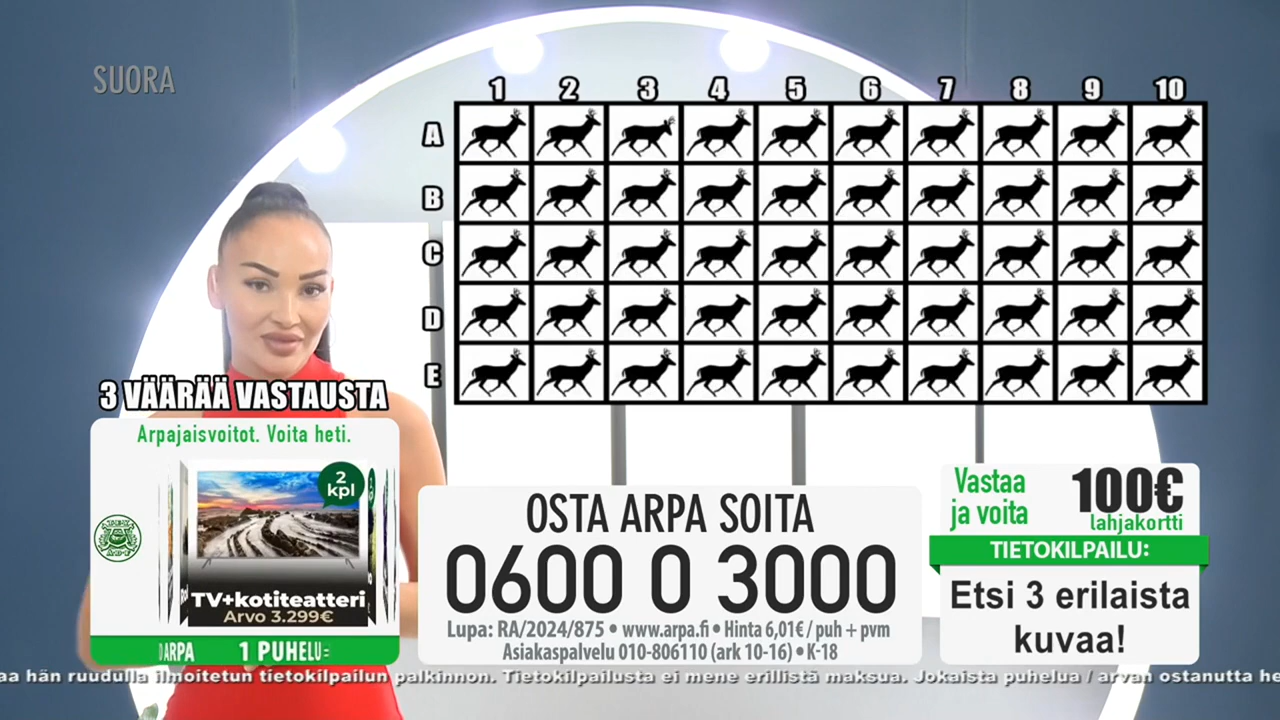 SUORA
1 2 3 4 5 6 7 8 9 10
A
B
C
D
E
3 VÄÄRÄÄ VASTAUSTA
Arpajaisvoitot. Voita heti.
2
kpl
TV+kotiteatteri
Arvo 3.299€
ARPA 1 PUHELU=
OSTA ARPA SOITA
0600 0 3000
Lupa: RA/2024/875 • www.arpa.fi • Hinta 6,01€ / puh + pvm
Asiakaspalvelu 010-806110 (ark 10-16) • K-18
Vastaa
ja voita
100€
lahjakortti
TIETOKILPAILU:
Etsi 3 erilaista
kuvaa!
aa hän ruudulla ilmoitetun tietokilpailun palkinnon. Tietokilpailusta ei mene erillistä maksua. Jokaista puhelua / arvan ostanutta he